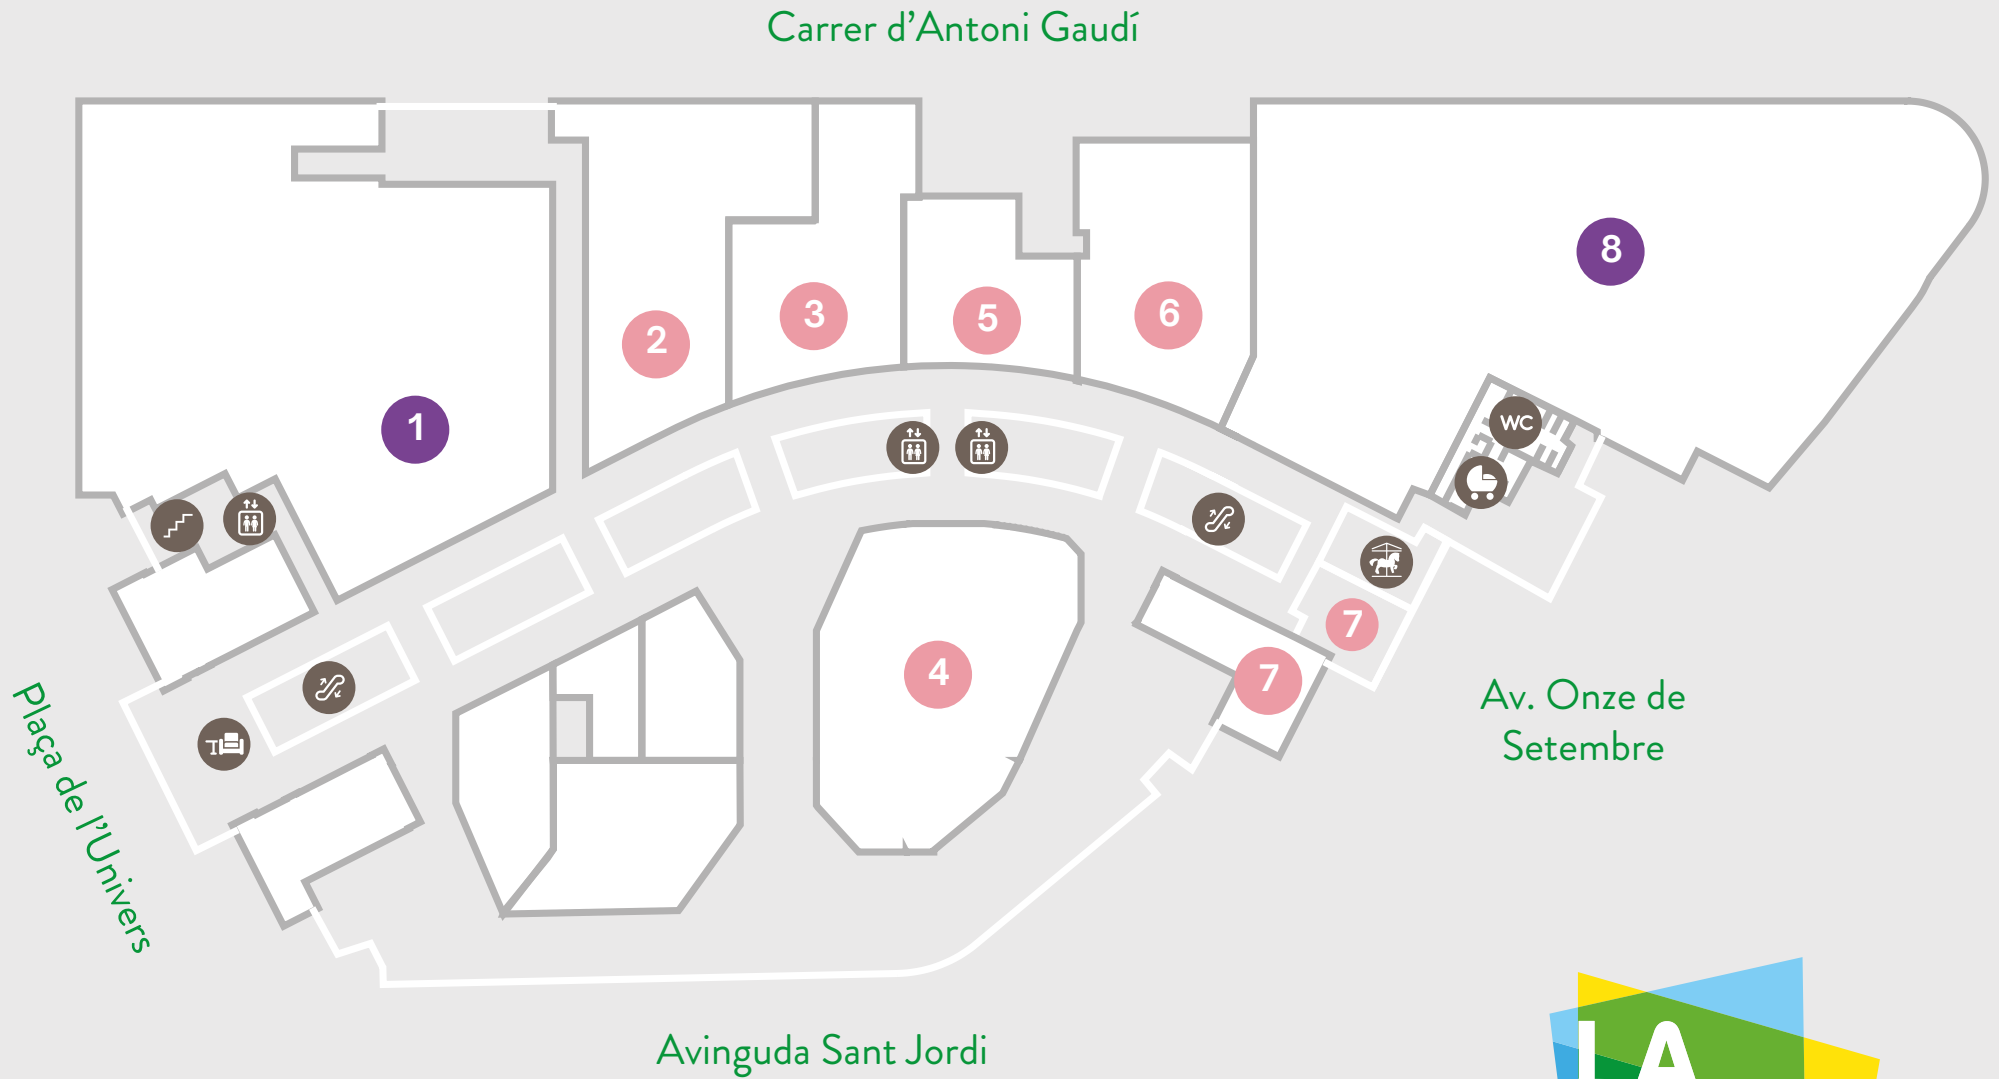 Carrer d’Antoni Gaudí
1
2
3
5
6
8
WC
4
7
7
Plaça de l’Univers
Av. Onze de
Setembre
Avinguda Sant Jordi
LA